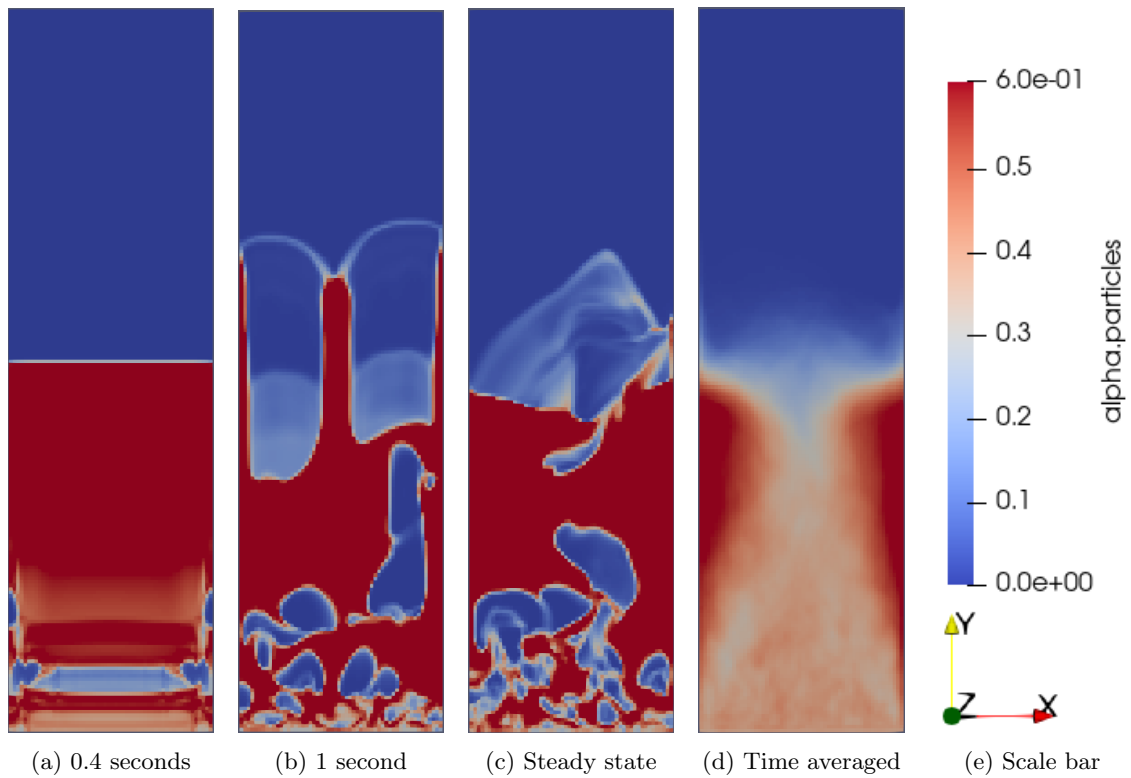 6.0e-01
0.5
0.4
0.3
0.2
0.1
0.0e+00
alpha.particles
Y
Z
X
(a) 0.4 seconds
(b) 1 second
(c) Steady state
(d) Time averaged
(e) Scale bar